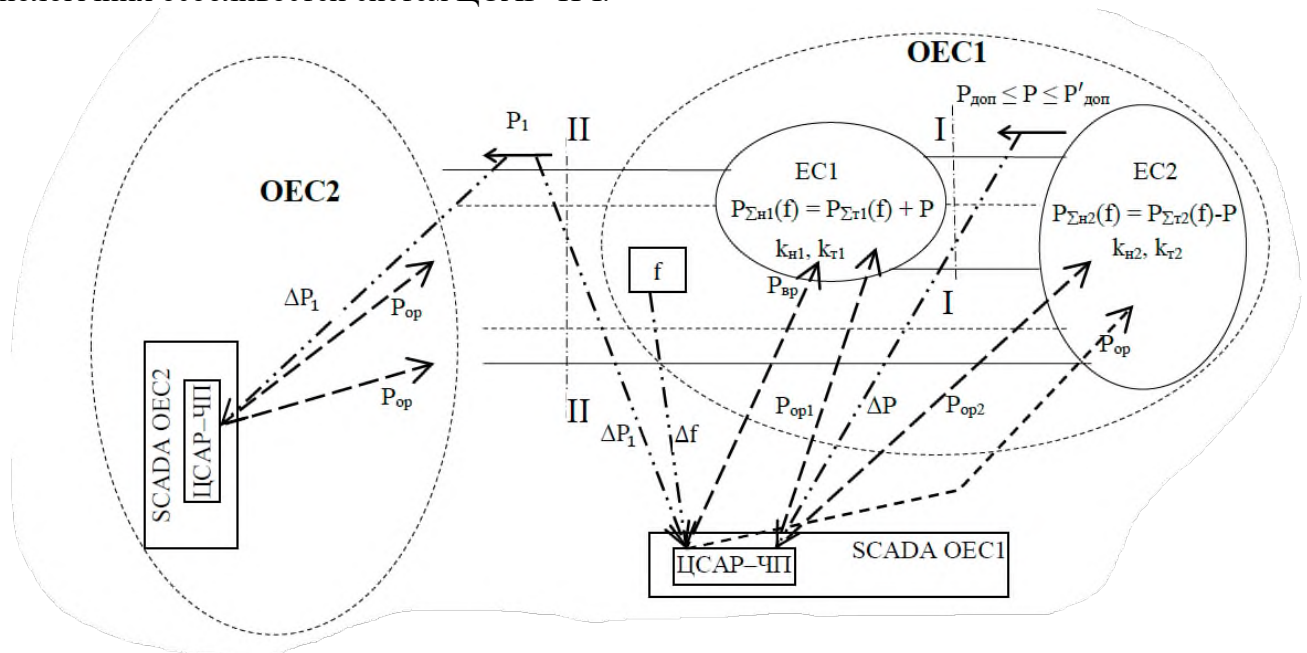 ОЕС1
Pдоп ≤ P ≤ P′доп
P1
II
I
ОЕС2
ЕС1
PΣн1(f) = PΣт1(f) + P
kн1, kт1
ЕС2
PΣн2(f) = PΣт2(f)-P
kн2, kт2
f
Pвр
ΔP1
Pор
I
Pор
Pор
Pор1
ΔP
Pор2
II
ΔP1
Δf
SCADA ОЕС2
ЦСАР–ЧП
SCADA ОЕС1
ЦСАР–ЧП